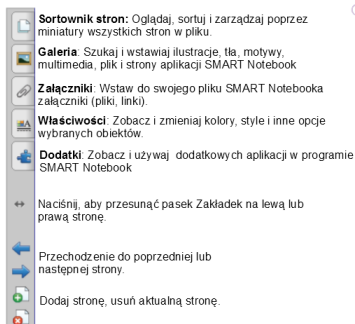 Sortownik stron: Oglądaj, sortuj i zarządzaj poprzez
miniatury wszystkich stron w pliku.
Galeria: Szukaj i wstawiaj ilustracje, tła, motywy,
multimedia, plik i strony aplikacji SMART Notebook
Załączniki: Wstaw do swojego pliku SMART Notebooka
załączniki (pliki, linki).
Właściwości: Zobacz i zmieniaj kolory, style i inne opcje
wybranych obiektów.
Dodatki: Zobacz i używaj dodatkowych aplikacji w programie
SMART Notebook
Naciśnij, aby przesunąć pasek Zakładek na lewą lub
prawą stronę.
Przechodzenie do poprzedniej lub
następnej strony.
Dodaj stronę, usuń aktualną stronę.